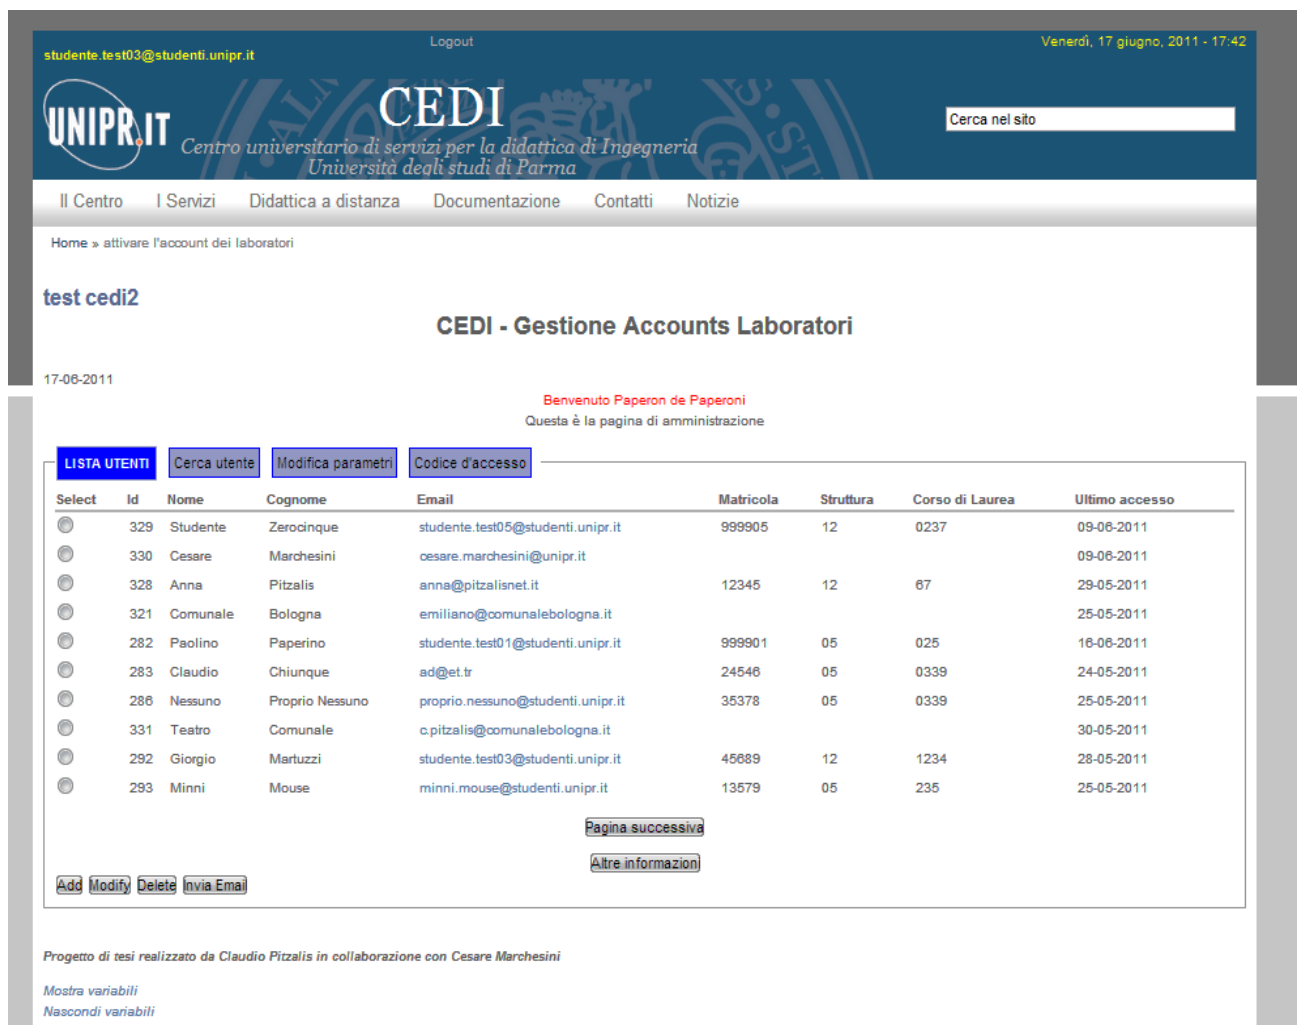 studente.test03@studenti.unipr.it Logout Venerdì, 17 giugno, 2011 - 17:42
UNIPR.IT
CEDI
Centro universitario di servizi per la didattica di Ingegneria
Università degli studi di Parma
Cerca nel sito
Il Centro I Servizi Didattica a distanza Documentazione Contatti Notizie
Home » attivare l'account dei laboratori
test cedi2
CEDI - Gestione Accounts Laboratori
17-06-2011
Benvenuto Paperon de Paperoni
Questa è la pagina di amministrazione
LISTA UTENTI Cerca utente Modifica parametri Codice d'accesso
Select Id Nome Cognome Email Matricola Struttura Corso di Laurea Ultimo accesso
329 Studente Zerocinque studente.test05@studenti.unipr.it 999905 12 0237 09-06-2011
330 Cesare Marchesini cesare.marchesini@unipr.it 09-06-2011
328 Anna Pitzalis anna@pitzalisnet.it 12345 12 67 29-05-2011
321 Comunale Bologna emiliano@comunalebologna.it 25-05-2011
282 Paolino Paperino studente.test01@studenti.unipr.it 999901 05 025 16-06-2011
283 Claudio Chiunque ad@et.tr 24546 05 0339 24-05-2011
286 Nessuno Proprio Nessuno proprio.nessuno@studenti.unipr.it 35378 05 0339 25-05-2011
331 Teatro Comunale c.pitzalis@comunalebologna.it 30-05-2011
292 Giorgio Martuzzi studente.test03@studenti.unipr.it 45689 12 1234 28-05-2011
293 Minni Mouse minni.mouse@studenti.unipr.it 13579 05 235 25-05-2011
Pagina successiva
Altre informazioni
Add Modify Delete Invia Email
Progetto di tesi realizzato da Claudio Pitzalis in collaborazione con Cesare Marchesini
Mostra variabili
Nascondi variabili